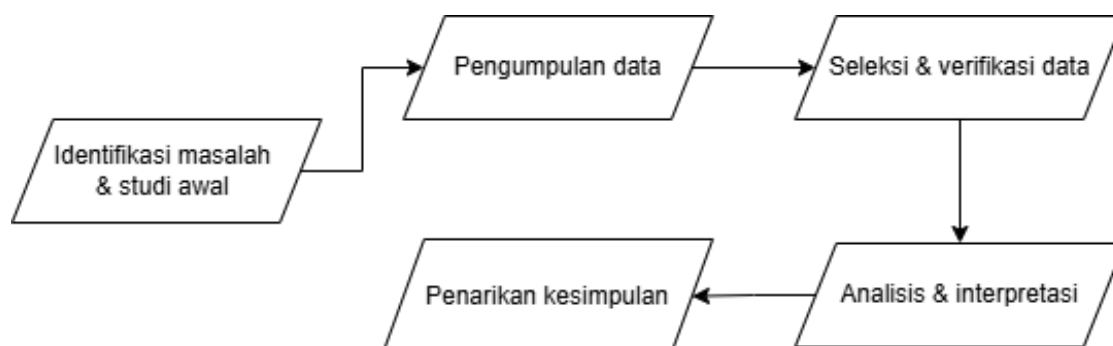 Identifikasi masalah
& studi awal
Pengumpulan data
Seleksi & verifikasi data
Analisis & interpretasi
Penarikan kesimpulan